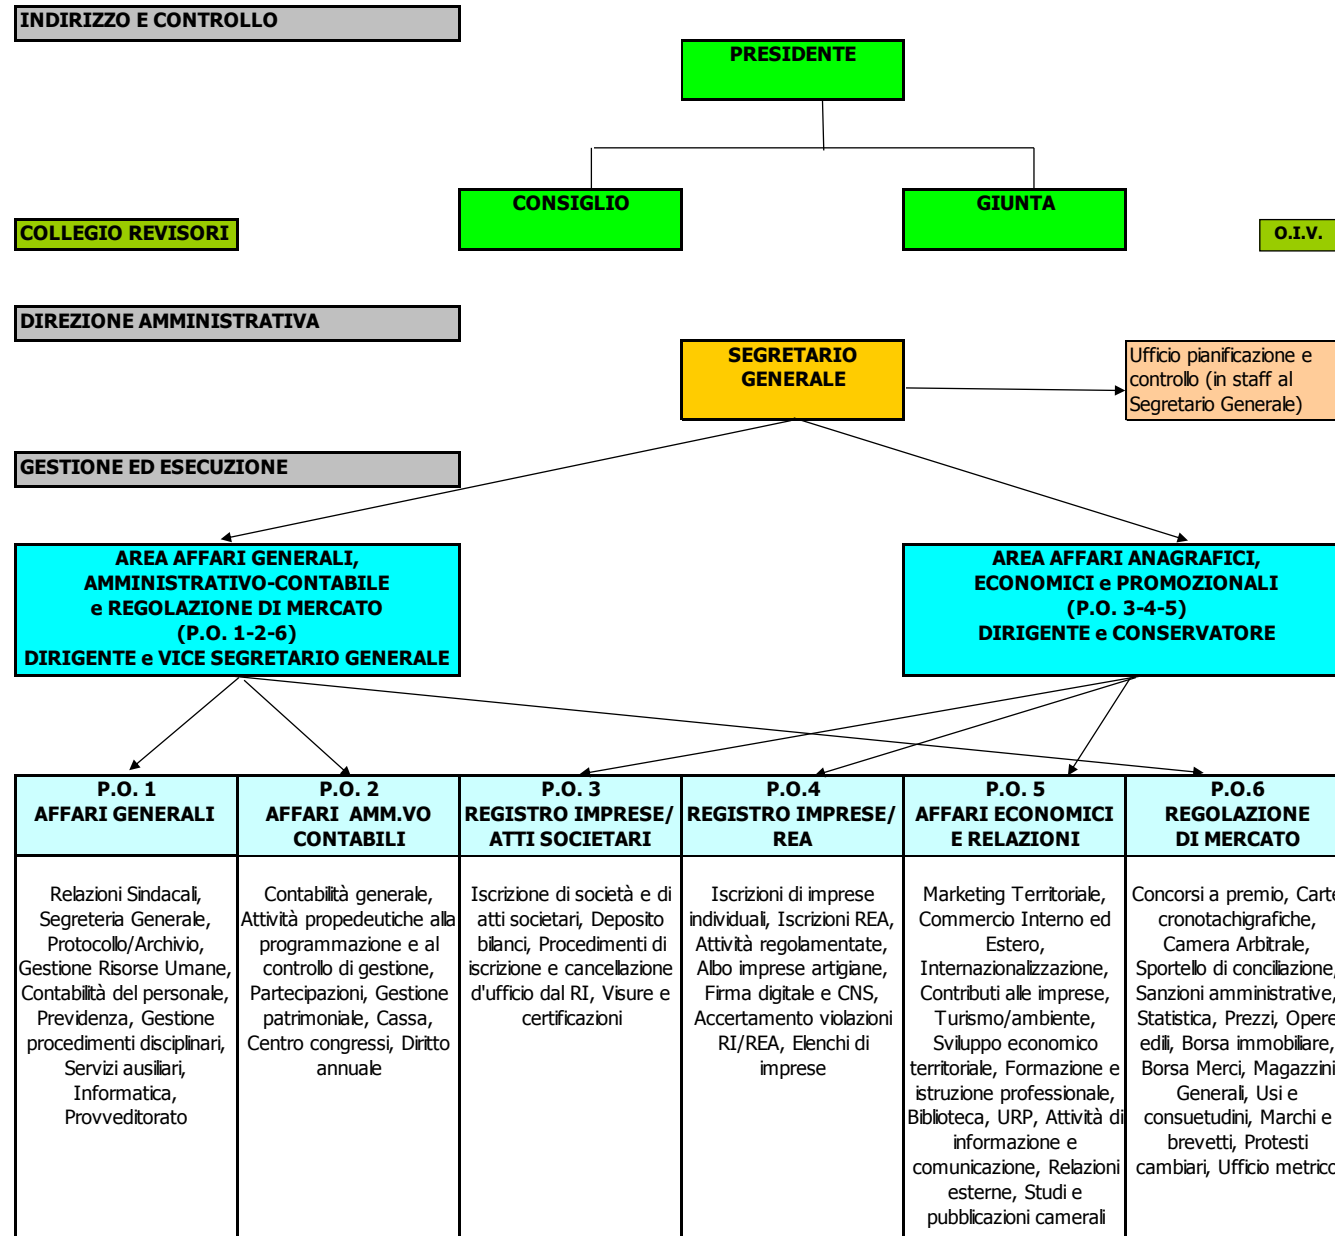 INDIRIZZO E CONTROLLO
PRESIDENTE
CONSIGLIO
GIUNTA
COLLEGIO REVISORI
O.I.V.
DIREZIONE AMMINISTRATIVA
SEGRETARIO
GENERALE
Ufficio pianificazione e
controllo (in staff al
Segretario Generale)
GESTIONE ED ESECUZIONE
AREA AFFARI GENERALI,
AMMINISTRATIVO-CONTABILE
e REGOLAZIONE DI MERCATO
(P.O. 1-2-6)
DIRIGENTE e VICE SEGRETARIO GENERALE
AREA AFFARI ANAGRAFICI,
ECONOMICI e PROMOZIONALI
(P.O. 3-4-5)
DIRIGENTE e CONSERVATORE
P.O. 1
AFFARI GENERALI
Relazioni Sindacali,
Segreteria Generale,
Protocollo/Archivio,
Gestione Risorse Umane,
Contabilità del personale,
Previdenza, Gestione
procedimenti disciplinari,
Servizi ausiliari,
Informatica,
Provveditorato
P.O. 2
AFFARI AMM.VO
CONTABILI
Contabilità generale,
Attività propedeutiche alla
programmazione e al
controllo di gestione,
Partecipazioni, Gestione
patrimoniale, Cassa,
Centro congressi, Diritto
annuale
P.O. 3
REGISTRO IMPRESE/
ATTI SOCIETARI
Iscrizione di società e di
atti societari, Deposito
bilanci, Procedimenti di
iscrizione e cancellazione
d'ufficio dal RI, Visure e
certificazioni
P.O.4
REGISTRO IMPRESE/
REA
Iscrizioni di imprese
individuali, Iscrizioni REA,
Attività regolamentate,
Albo imprese artigiane,
Firma digitale e CNS,
Accertamento violazioni
RI/REA, Elenchi di
imprese
P.O. 5
AFFARI ECONOMICI
E RELAZIONI
Marketing Territoriale,
Commercio Interno ed
Estero,
Internazionalizzazione,
Contributi alle imprese,
Turismo/ambiente,
Sviluppo economico
territoriale, Formazione e
istruzione professionale,
Biblioteca, URP, Attività di
informazione e
comunicazione, Relazioni
esterne, Studi e
pubblicazioni camerali
P.O.6
REGOLAZIONE
DI MERCATO
Concorsi a premio, Carte
cronotachigrafiche,
Camera Arbitrale,
Sportello di conciliazione,
Sanzioni amministrative,
Statistica, Prezzi, Opere
edili, Borsa immobiliare,
Borsa Merci, Magazzini
Generali, Usi e
consuetudini, Marchi e
brevetti, Protesti
cambiari, Ufficio metrico